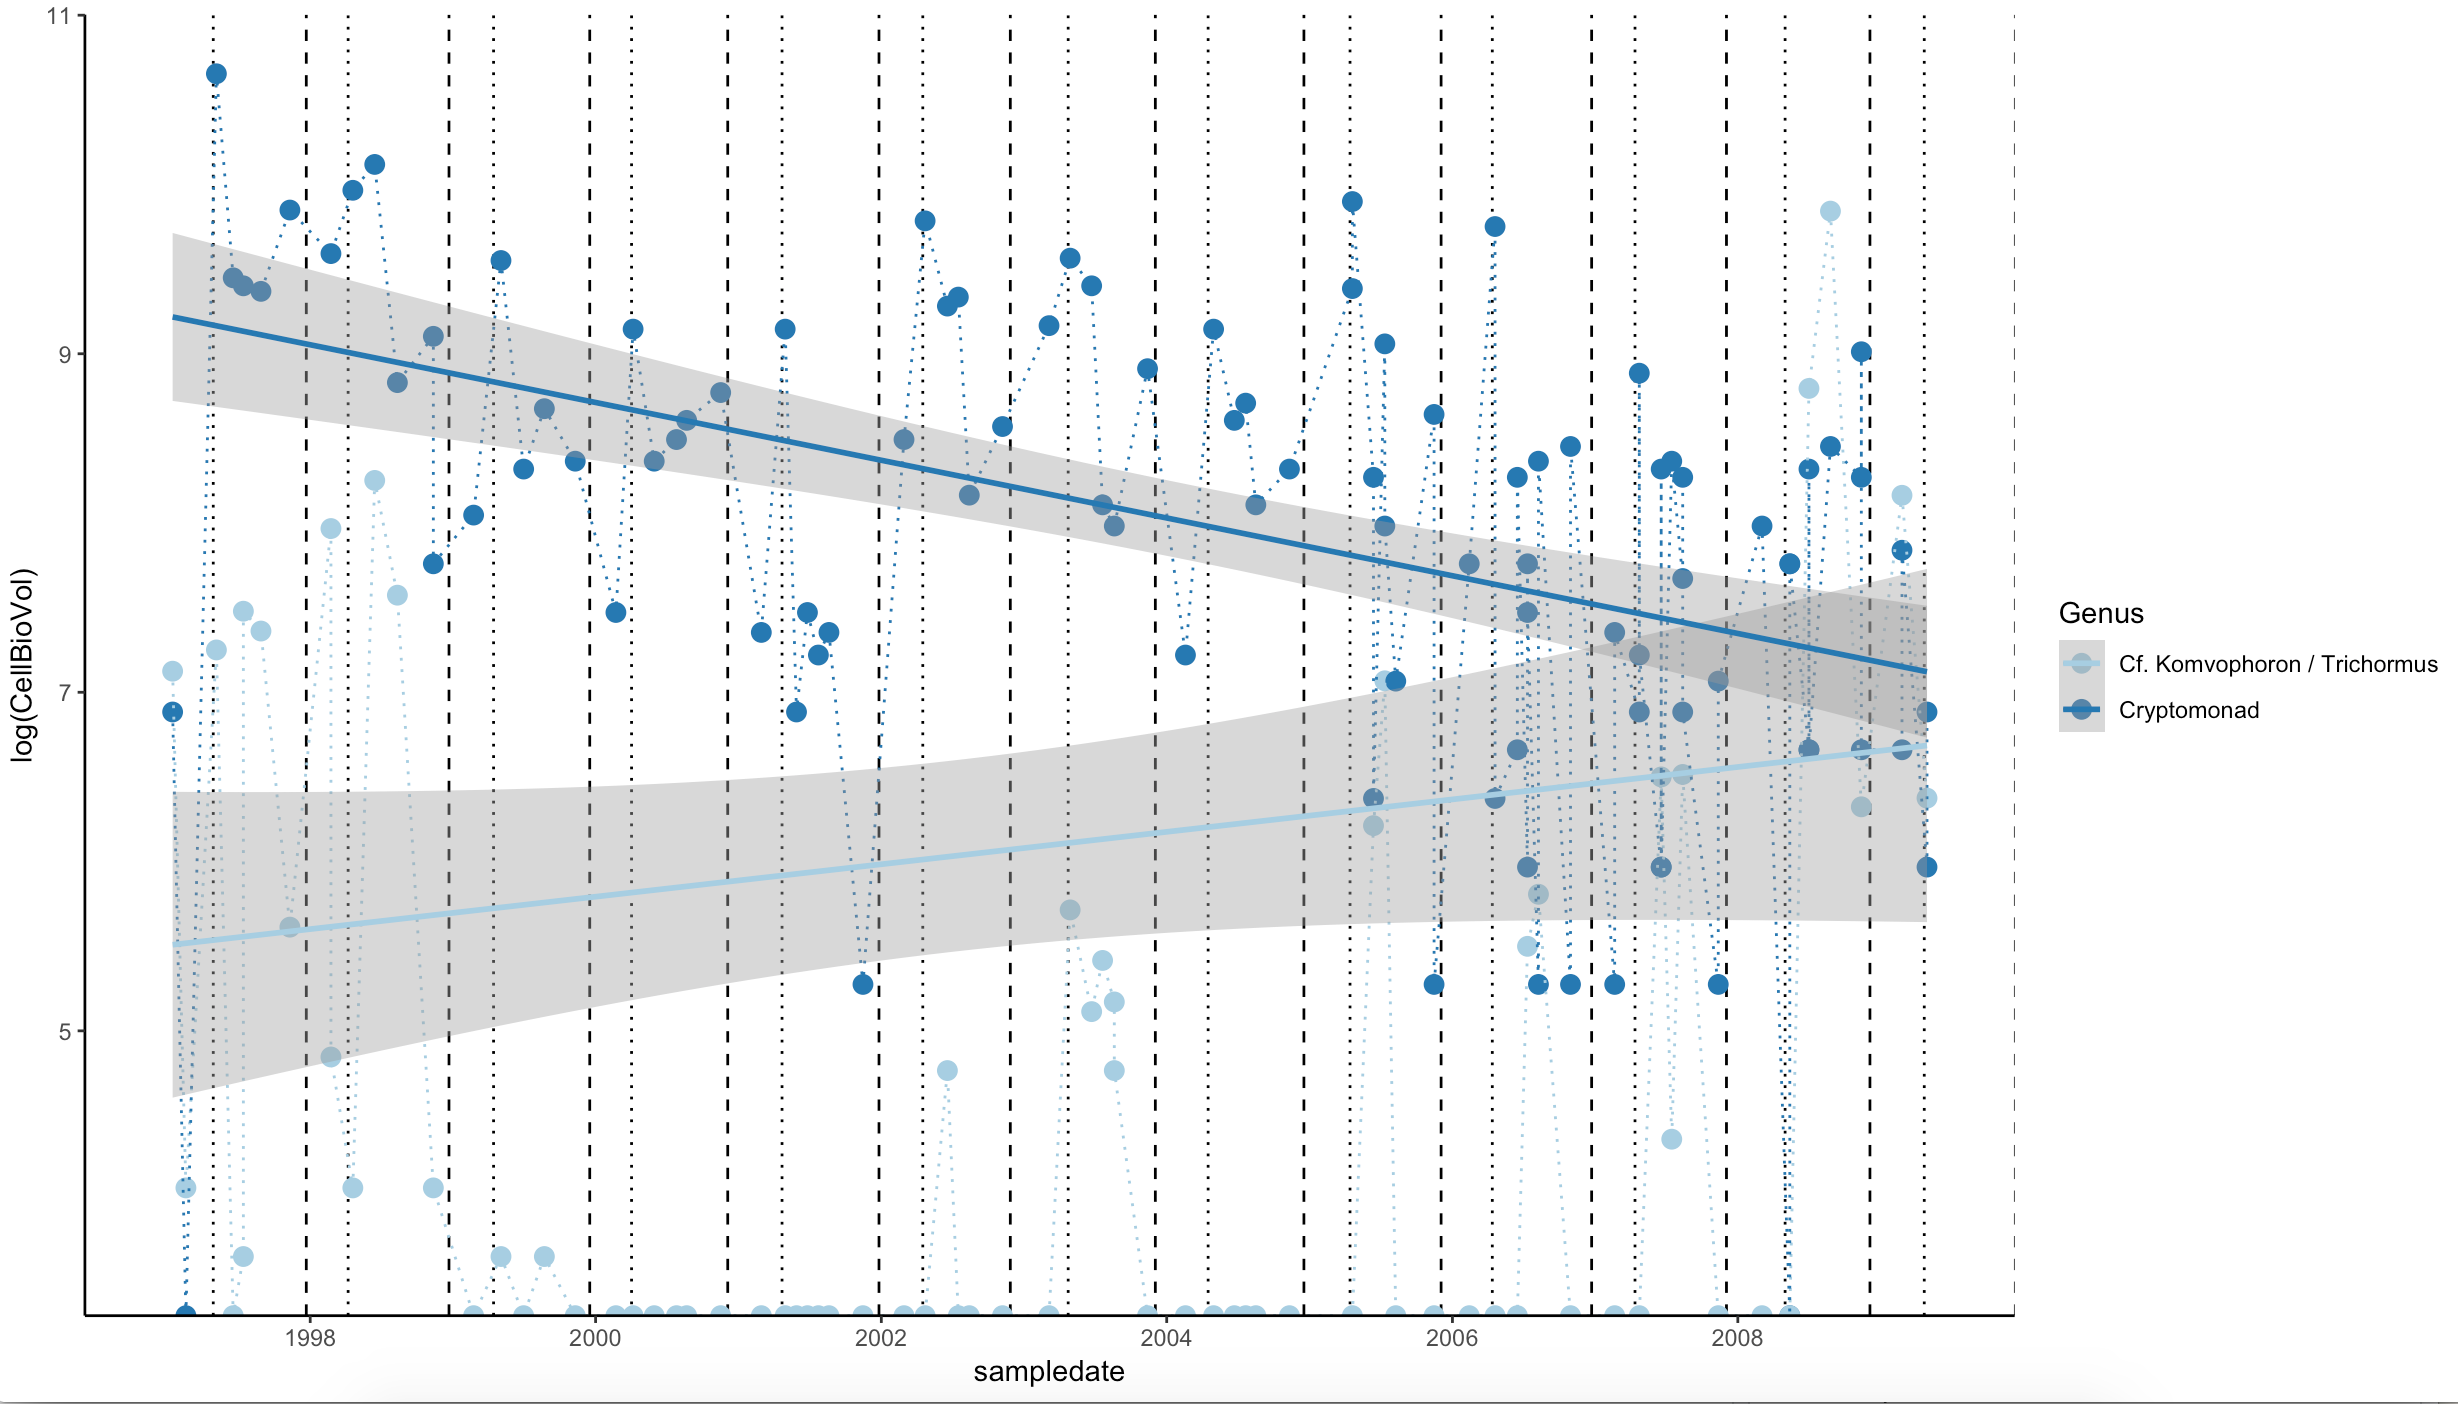 11
9
7
5
log(CellBioVol)
1998 2000 2002 2004 2006 2008
sampledate
Genus
Cf. Komvophoron / Trichormus
Cryptomonad